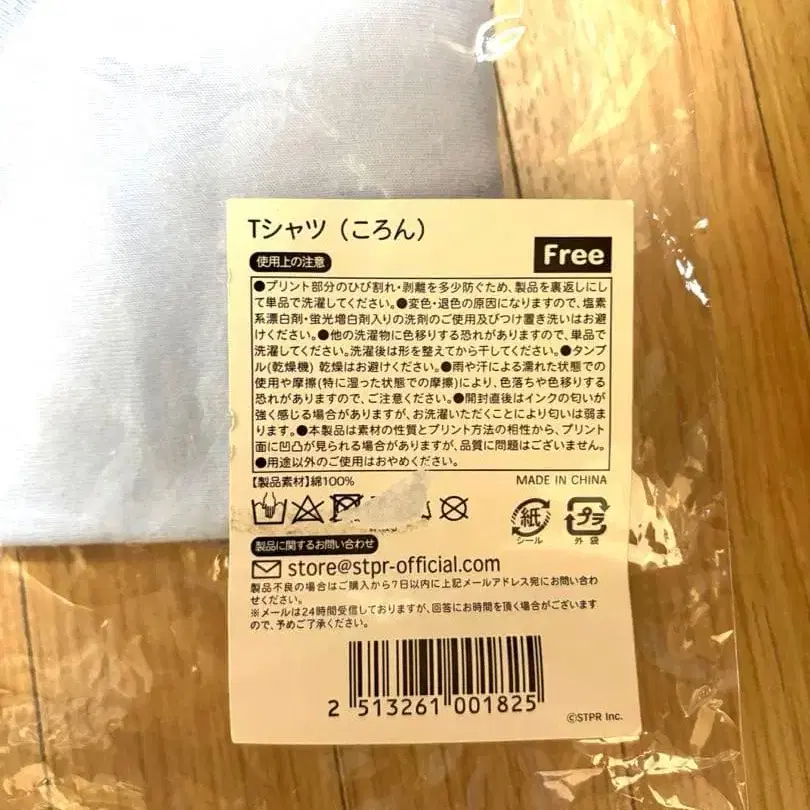 Tシャツ（ころん）
Free
使用上の注意
●プリント部分のひび割れ・剥離を多少防ぐため、製品を裏返しにし
て単品で洗濯してください。●変色・退色の原因になりますので、塩素
系漂白剤・蛍光増白剤入りの洗剤のご使用及びつけ置き洗いはお避
けください。●他の洗濯物に色移りする恐れがありますので、単品で
洗濯してください。洗濯後は形を整えてから干してください。●タンブ
ル(乾燥機) 乾燥はお避けください。●雨や汗による濡れた状態での
使用や摩擦(特に湿った状態での摩擦)により、色落ちや色移りする
恐れがありますので、ご注意ください。●開封直後はインクの匂いが
強く感じる場合がありますが、お洗濯いただくことにより匂いは弱ま
ります。●本製品は素材の性質とプリント方法の相性から、プリント
面に凹凸が見られる場合がありますが、品質に問題はございません。
●用途以外のご使用はおやめください。
【製品素材】綿100%
MADE IN CHINA
紙
シール
プラ
外袋
製品に関するお問い合わせ
store@stpr-official.com
製品不良の場合はご購入から7日以内に上記メールアドレス宛にお問い合わ
せください。
※メールは24時間受信しておりますが、回答にお時間を頂く場合がございます
ので、予めご了承ください。
2 513261 001825
©STPR Inc.